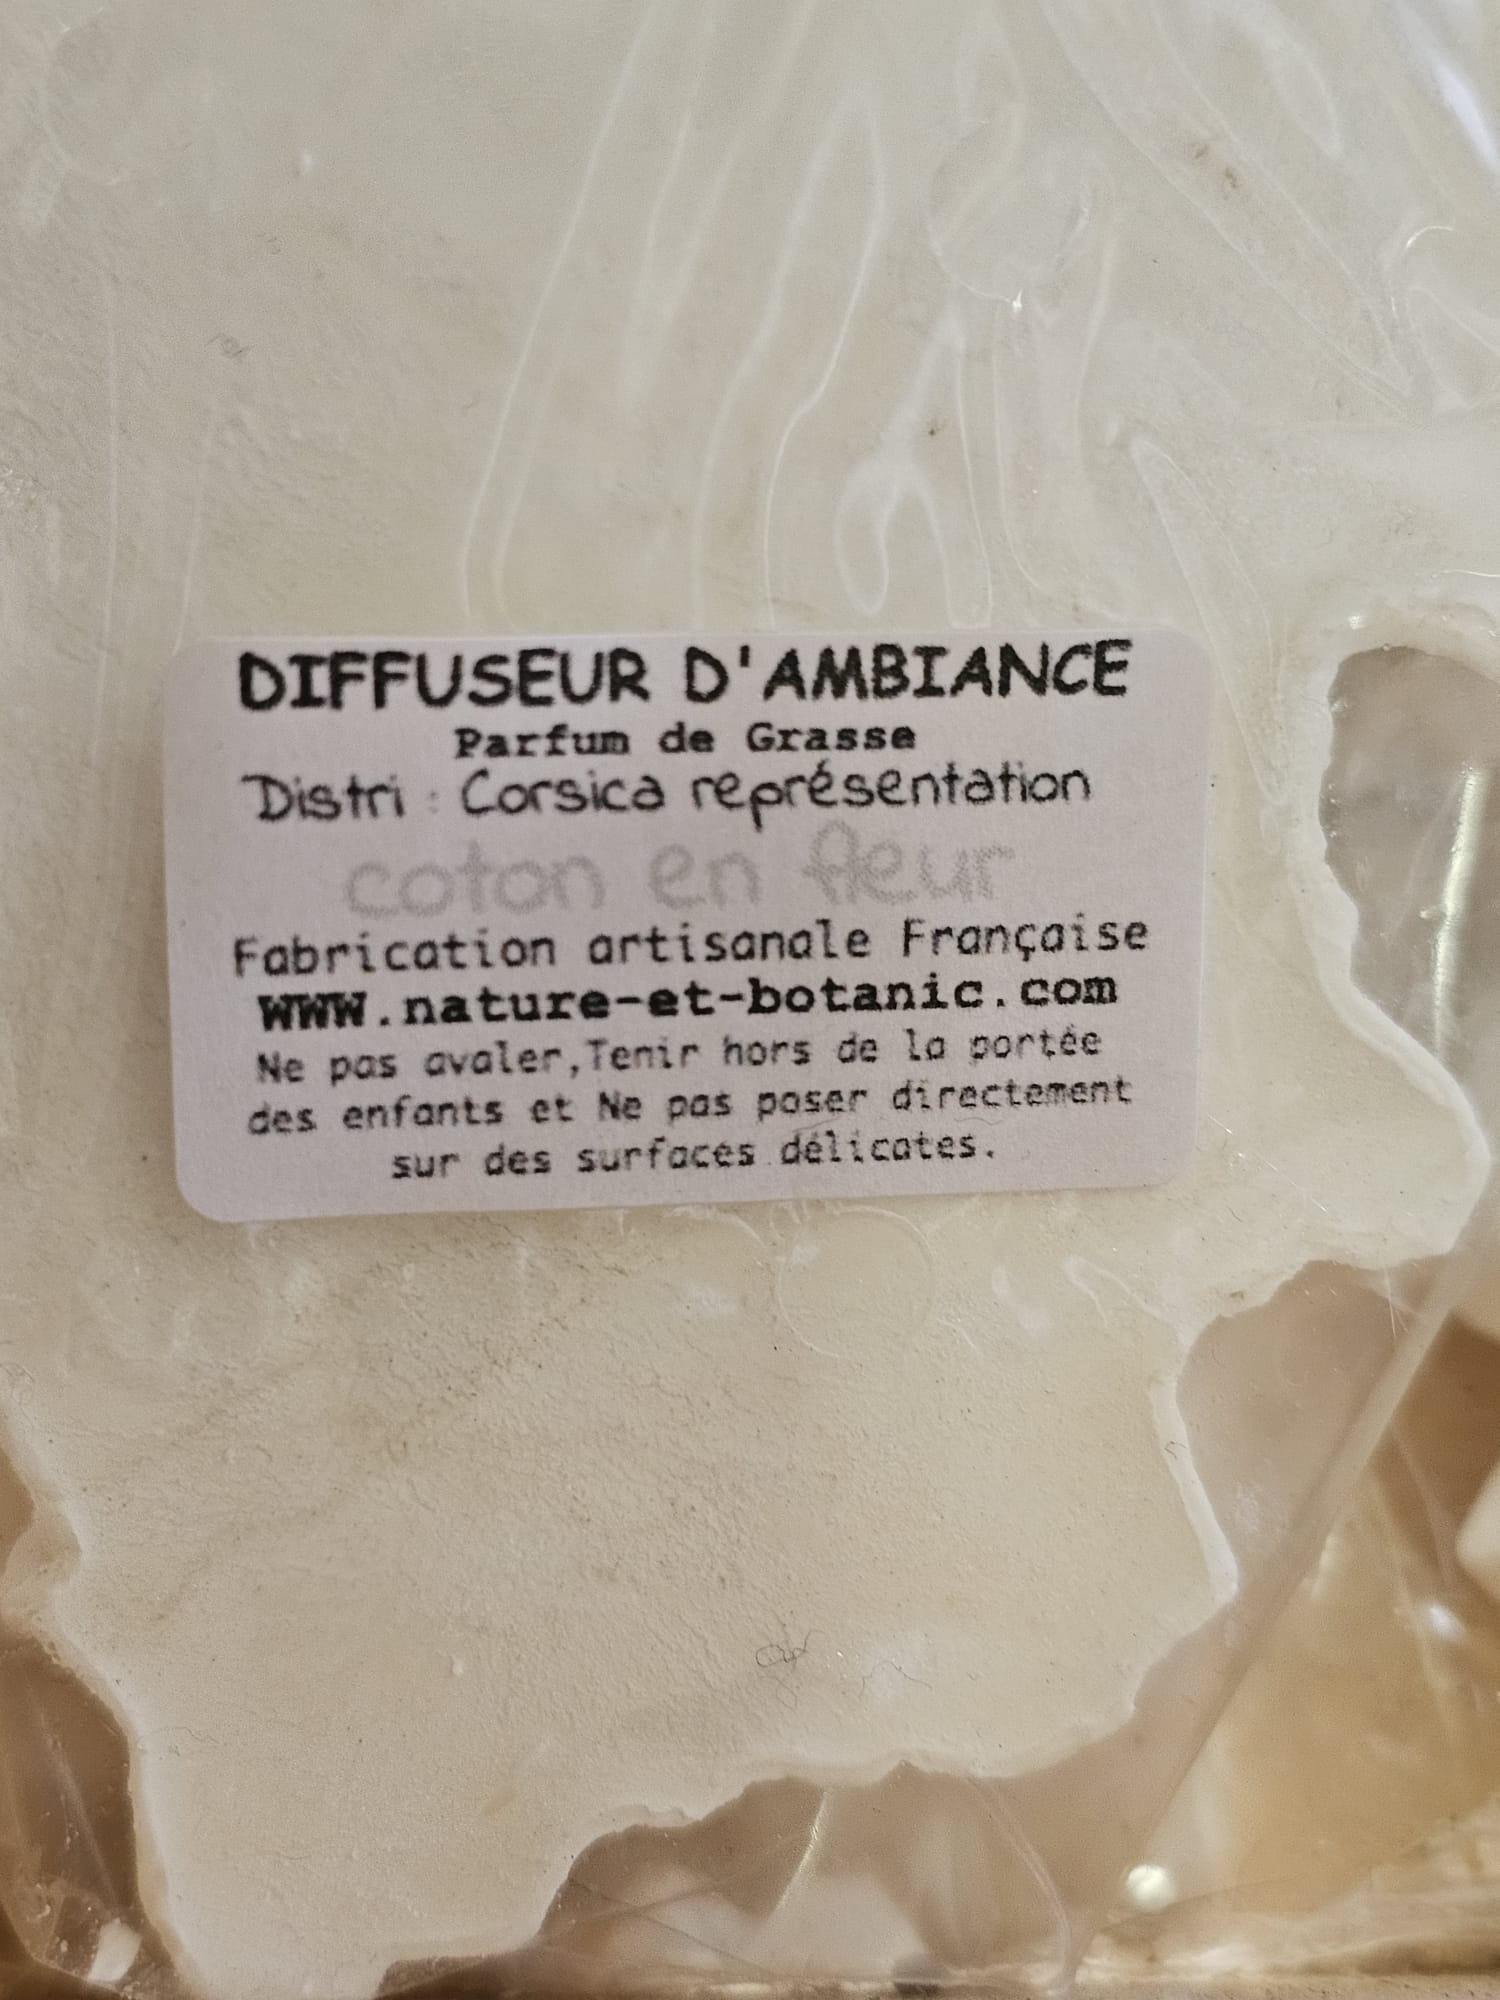 DIFFUSEUR D'AMBIANCE
Parfum de Grasse
Distri : Corsica représentation
coton en fleur
Fabrication artisanale Française
WWW.nature-et-botanic.com
Ne pas avaler,Tenir hors de la portée
des enfants et Ne pas poser directement
sur des surfaces délicates.